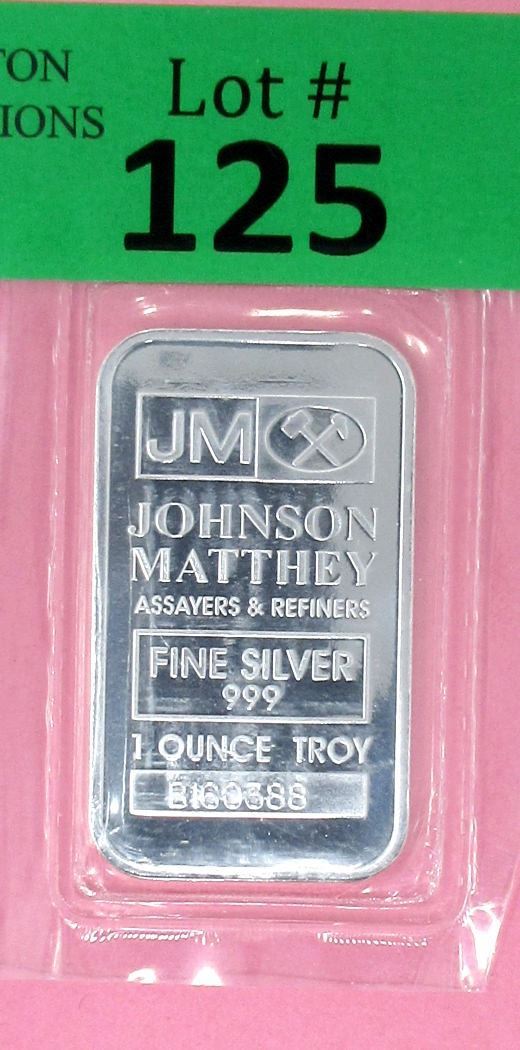 TON
IONS
Lot #
125
JM
JOHNSON
MATTHEY
ASSAYERS & REFINERS
FINE SILVER
999
1 OUNCE TROY